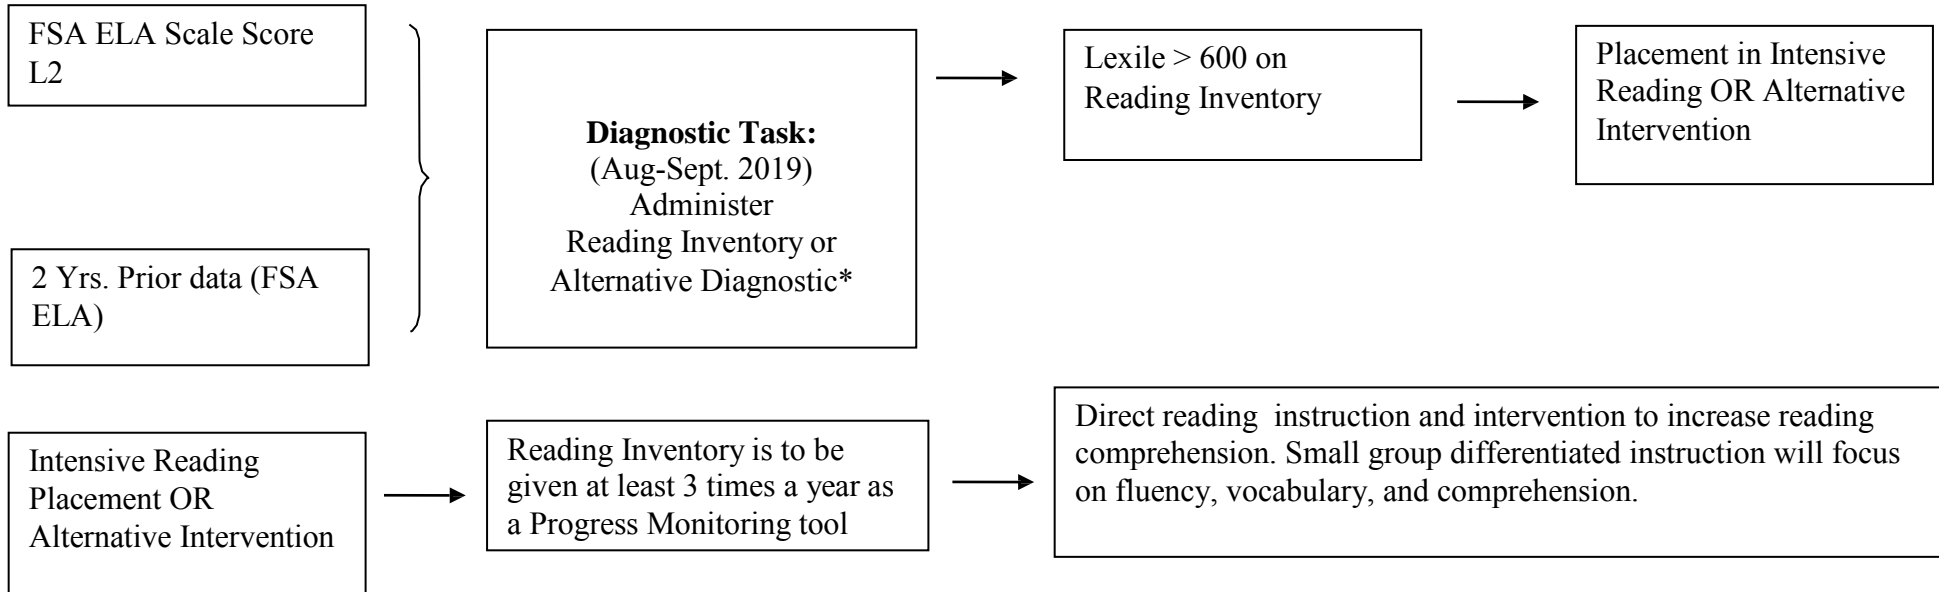 FSA ELA Scale Score
L2
2 Yrs. Prior data (FSA
ELA)
Diagnostic Task:
(Aug-Sept. 2019)
Administer
Reading Inventory or
Alternative Diagnostic*
Lexile > 600 on
Reading Inventory
Placement in Intensive
Reading OR Alternative
Intervention
Intensive Reading
Placement OR
Alternative Intervention
Reading Inventory is to be
given at least 3 times a year as
a Progress Monitoring tool
Direct reading instruction and intervention to increase reading
comprehension. Small group differentiated instruction will focus
on fluency, vocabulary, and comprehension.